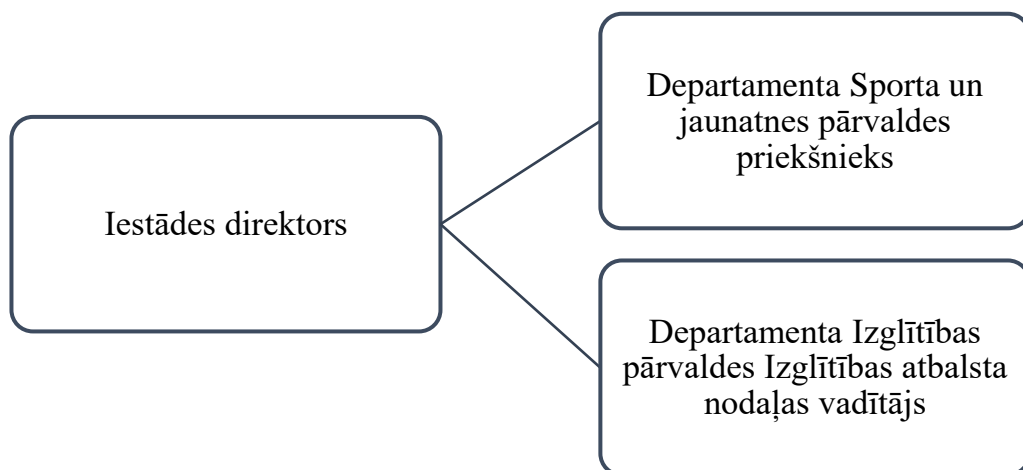 Iestādes direktors
Departamenta Sporta un
jaunatnes pārvaldes
priekšnieks
Departamenta Izglītības
pārvaldes Izglītības atbalsta
nodaļas vadītājs